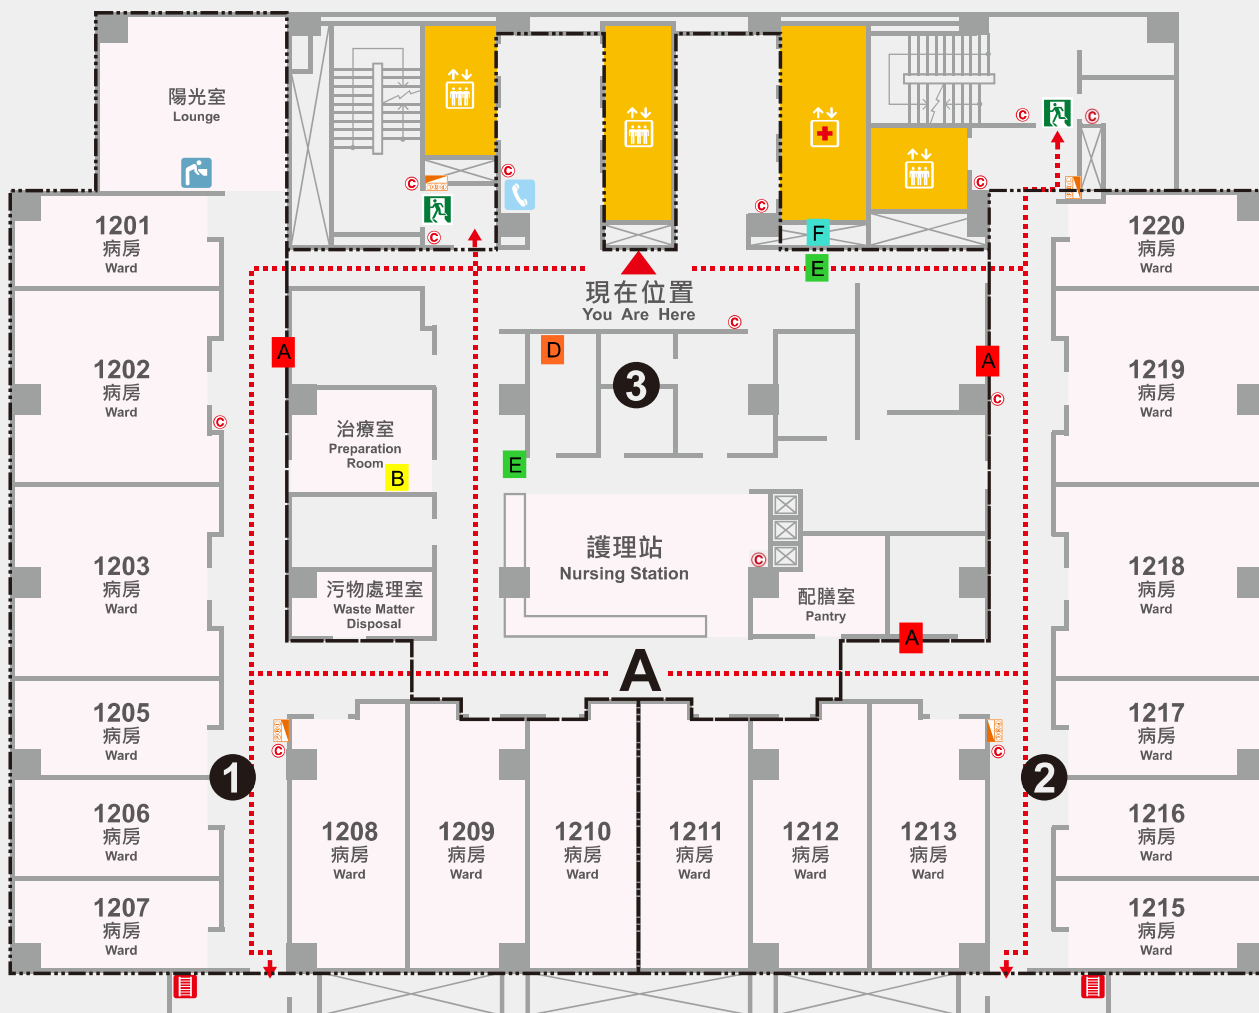 陽光室
Lounge
1201
病房
Ward
1202
病房
Ward
1203
病房
Ward
1205
病房
Ward
1206
病房
Ward
1207
病房
Ward
1220
病房
Ward
1219
病房
Ward
1218
病房
Ward
1217
病房
Ward
1216
病房
Ward
1215
病房
Ward
C
C
C
C
C
C
C
F
E
現在位置
You Are Here
C
A
D
3
A
C
C
治療室
Preparation
Room
B
E
護理站
Nursing Station
C
污物處理室
Waste Matter
Disposal
配膳室
Pantry
A
A
C
C
1
2
1208
病房
Ward
1209
病房
Ward
1210
病房
Ward
1211
病房
Ward
1212
病房
Ward
1213
病房
Ward